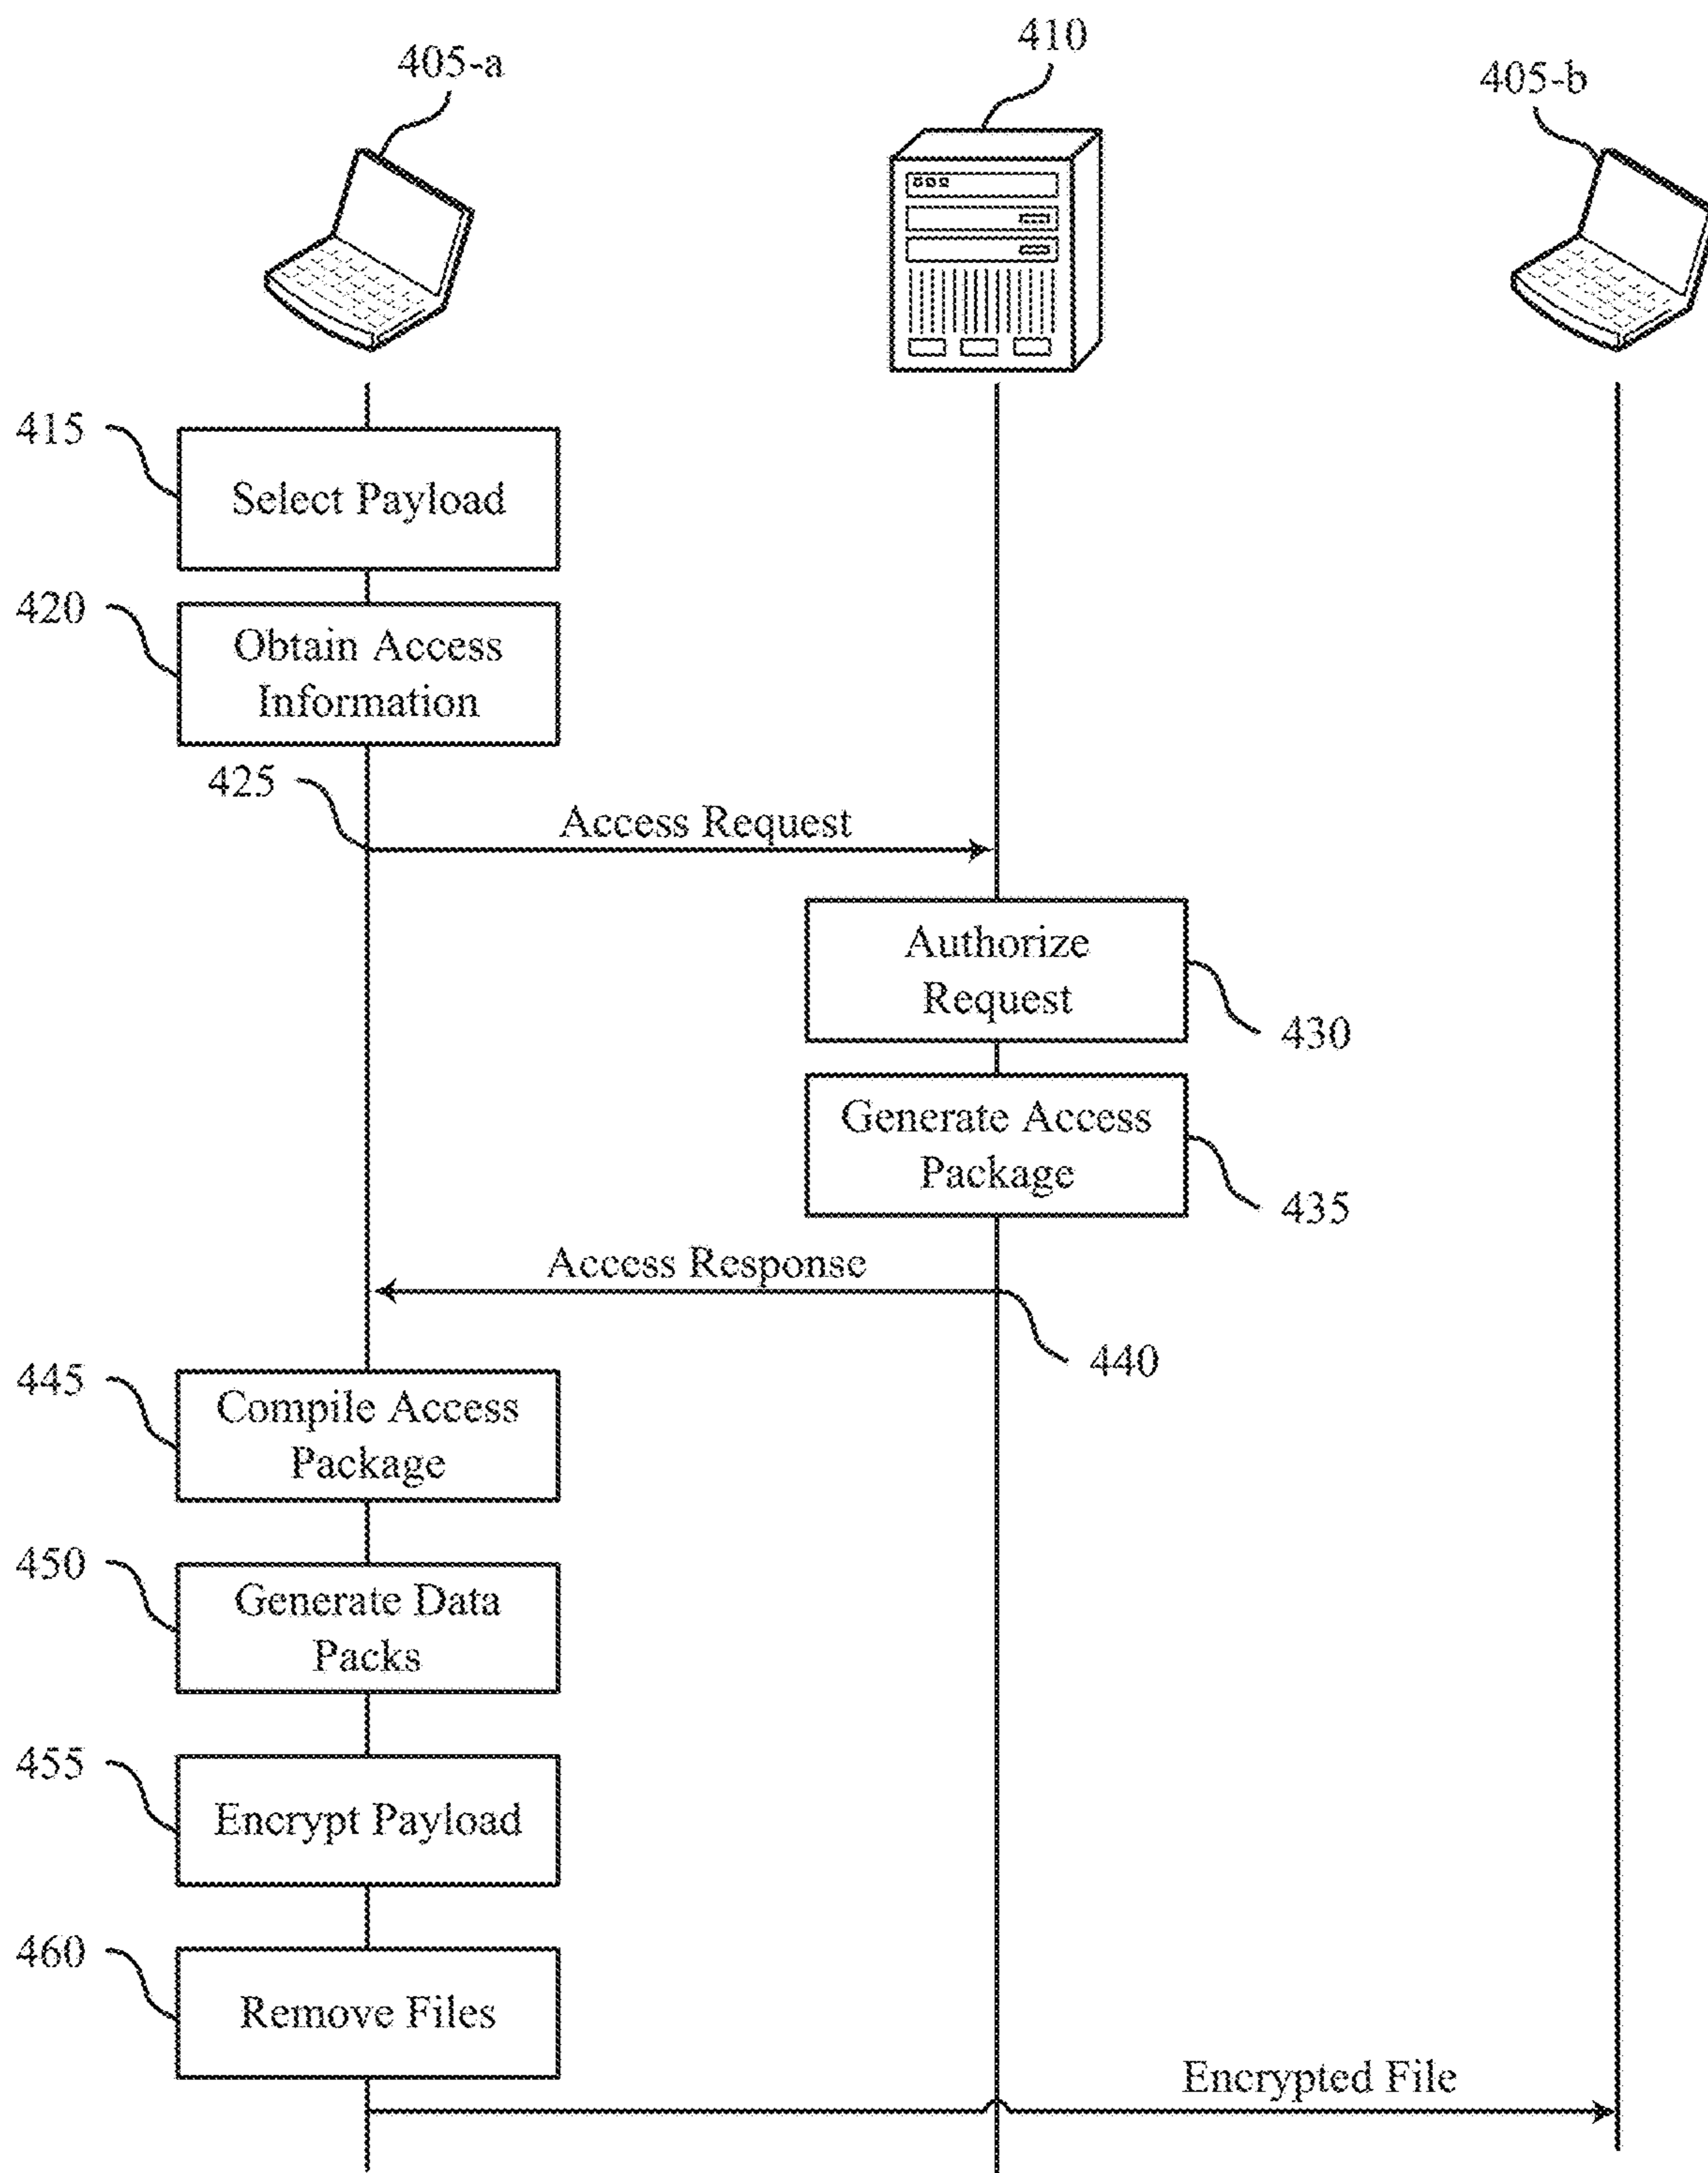 405-a
410
405-b
415
Select Payload
420
Obtain Access
Information
425
Access Request
Authorize
Request
430
Generate Access
Package
435
Access Response
440
445
Compile Access
Package
450
Generate Data
Packs
455
Encrypt Payload
460
Remove Files
Encrypted File